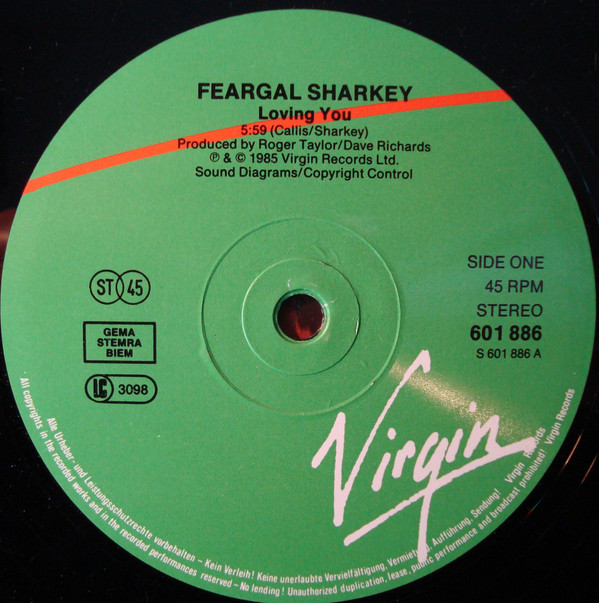 FEARGAL SHARKEY
Loving You
5:59 (Callis/Sharkey)
Produced by Roger Taylor/Dave Richards
℗ & © 1985 Virgin Records Ltd.
Sound Diagrams/Copyright Control
ST 45
GEMA
STEMRA
BIEM
LC 3098
SIDE ONE
45 RPM
STEREO
601 886
S 601 886 A
Virgin
Alle Urheber- und Leistungsschutzrechte vorbehalten – Kein Verleih! Keine unerlaubte Vervielfältigung, Vermietung, Aufführung, Sendung! Virgin Records
All copyrights in the recorded works and in the recorded performances reserved – No lending! Unauthorized duplication, lease, public performance and broadcast prohibited! Virgin Records